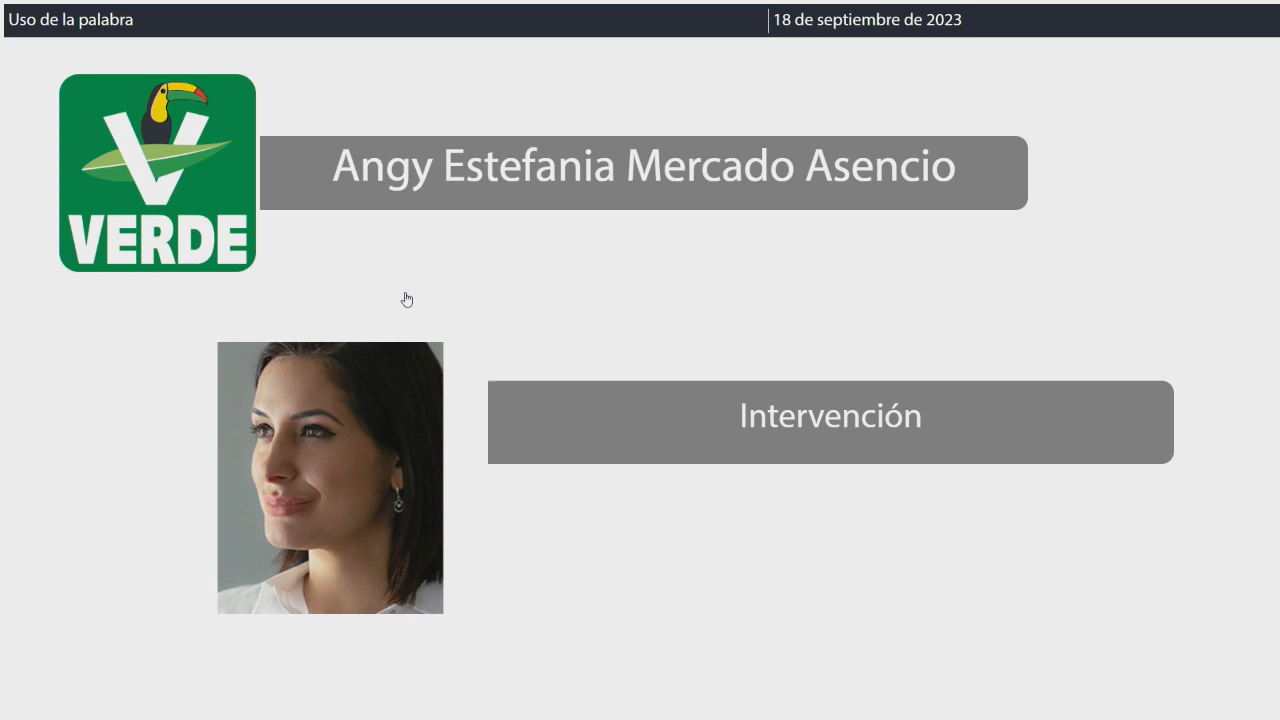 Uso de la palabra
18 de septiembre de 2023
V
VERDE
Angy Estefania Mercado Asencio
Intervención